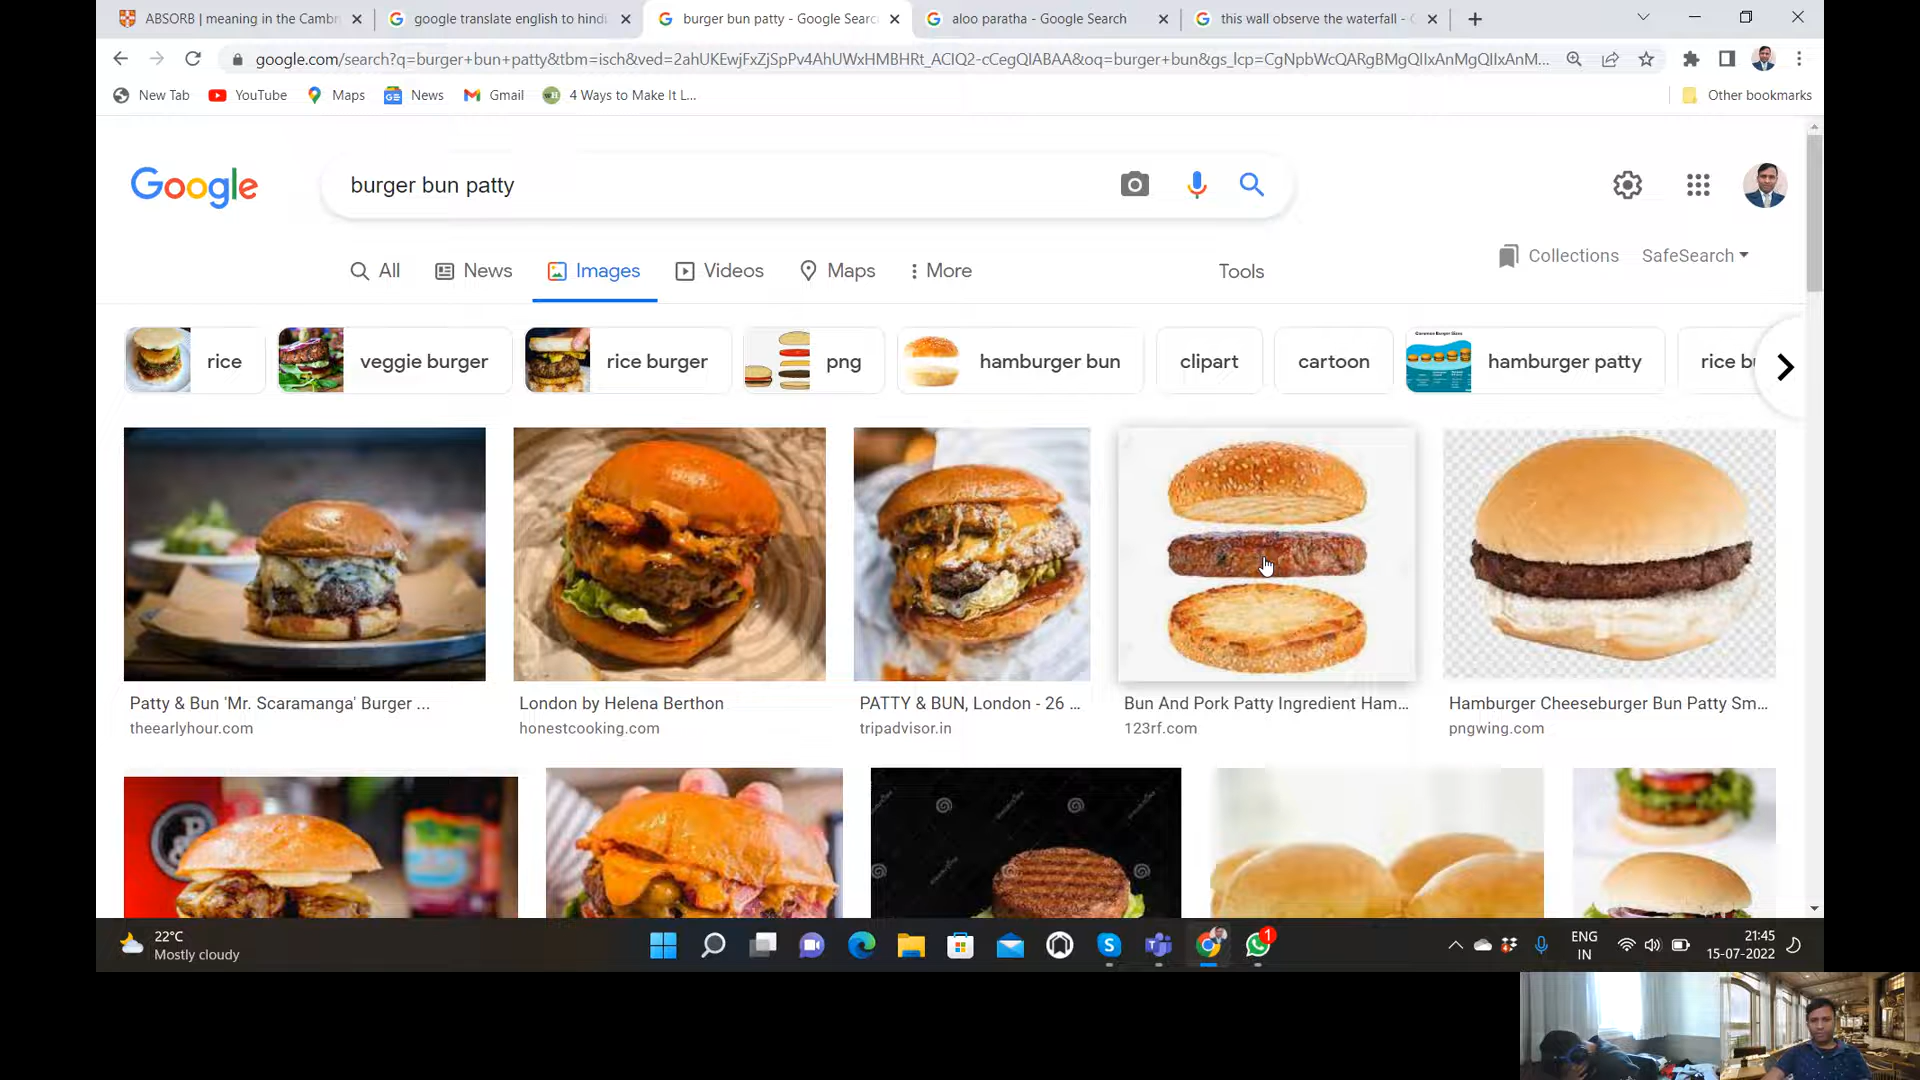 ABSORB | meaning in the Cambr
google translate english to hindi
burger bun patty - Google Searc
aloo paratha - Google Search
this wall observe the waterfall - G
google.com/search?q=burger+bun+patty&tbm=isch&ved=2ahUKEwjFxZjSpPv4AhUWxHMBHRt_ACIQ2-cCegQIABAA&oq=burger+bun&gs_lcp=CgNpbWcQARgBMgQIIxAnMgQIIxAnM...
New Tab
YouTube
Maps
News
Gmail
4 Ways to Make It L...
Other bookmarks
Google
burger bun patty
All
News
Images
Videos
Maps
More
Tools
Collections
SafeSearch
rice
veggie burger
rice burger
png
hamburger bun
clipart
cartoon
hamburger patty
rice bu
Patty & Bun 'Mr. Scaramanga' Burger ...
theearlyhour.com
London by Helena Berthon
honestcooking.com
PATTY & BUN, London - 26 ...
tripadvisor.in
Bun And Pork Patty Ingredient Ham...
123rf.com
Hamburger Cheeseburger Bun Patty Sm...
pngwing.com
22°C
Mostly cloudy
1
ENG
IN
21:45
15-07-2022